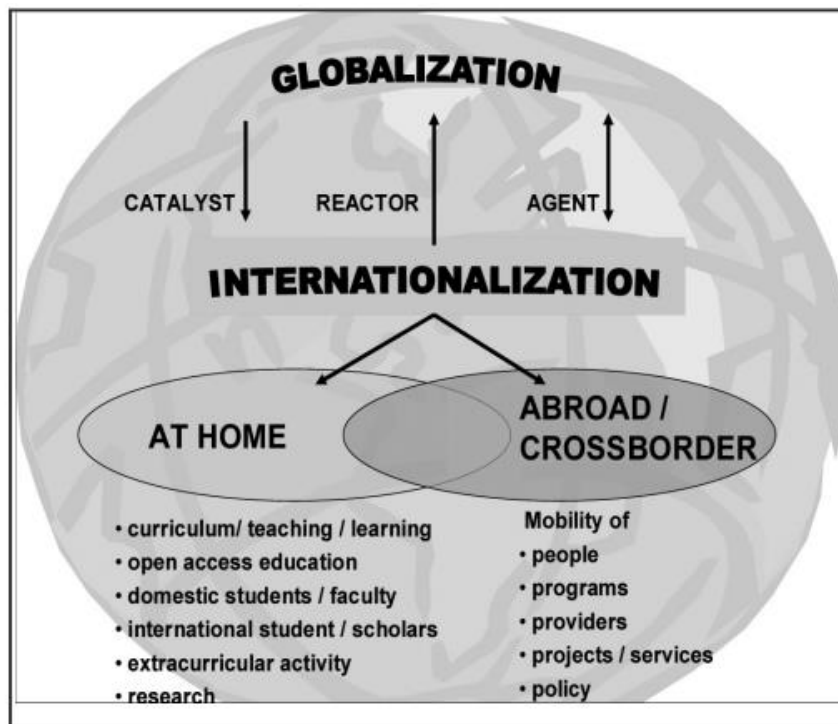 GLOBALIZATION
CATALYST REACTOR AGENT
INTERNATIONALIZATION
AT HOME
ABROAD /
CROSSBORDER
• curriculum/ teaching / learning
• open access education
• domestic students / faculty
• international student / scholars
• extracurricular activity
• research
Mobility of
• people
• programs
• providers
• projects / services
• policy